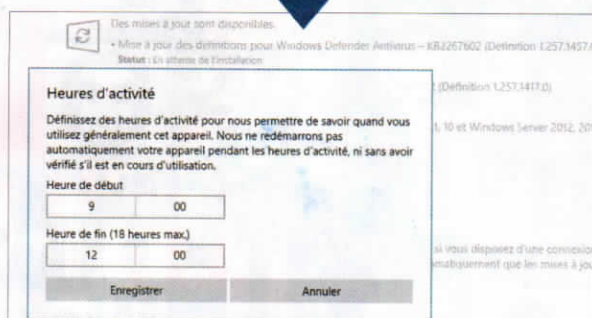 Des mises à jour sont disponibles.
• Mise à jour des définitions pour Windows Defender Antivirus – KB2267602 (Définition 1.257.1457.
Statut : En attente de l'installation
Heures d'activité
(Définition 1.257.1417.0)
Définissez des heures d'activité pour nous permettre de savoir quand vous
utilisez généralement cet appareil. Nous ne redémarrons pas
automatiquement votre appareil pendant les heures d'activité, ni sans avoir
vérifié s'il est en cours d'utilisation.
10 et Windows Server 2012, 20
Heure de début
9 00
Heure de fin (18 heures max.)
12 00
si vous disposez d'une connexion
que les mises à jou
Enregistrer Annuler